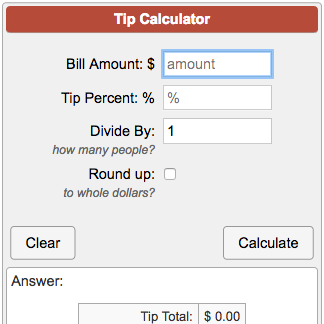 Tip Calculator
Bill Amount: $ amount
Tip Percent: % %
Divide By: 1
how many people?
Round up:
to whole dollars?
Clear Calculate
Answer:
Tip Total: $ 0.00